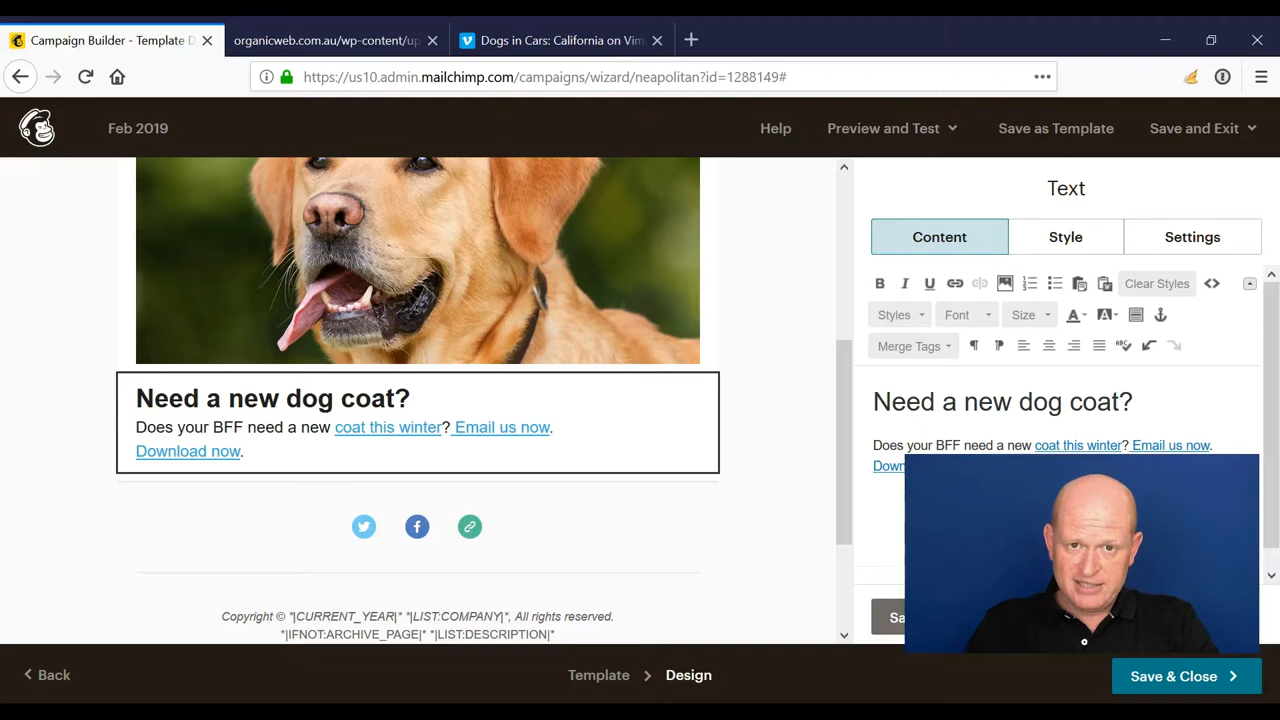 Campaign Builder - Template D
organicweb.com.au/wp-content/up
Dogs in Cars: California on Vim
https://us10.admin.mailchimp.com/campaigns/wizard/neapolitan?id=1288149#
Feb 2019
Help
Preview and Test
Save as Template
Save and Exit
Text
Content
Style
Settings
B I U
Clear Styles
Styles
Font
Size
A
A
Merge Tags
ABC
Need a new dog coat?
Does your BFF need a new coat this winter? Email us now.
Down
Sa
Need a new dog coat?
Does your BFF need a new coat this winter? Email us now.
Download now.
Copyright © *|CURRENT_YEAR|* *|LIST:COMPANY|*, All rights reserved.
*|IFNOT:ARCHIVE_PAGE|* *|LIST:DESCRIPTION|*
Back
Template
Design
Save & Close